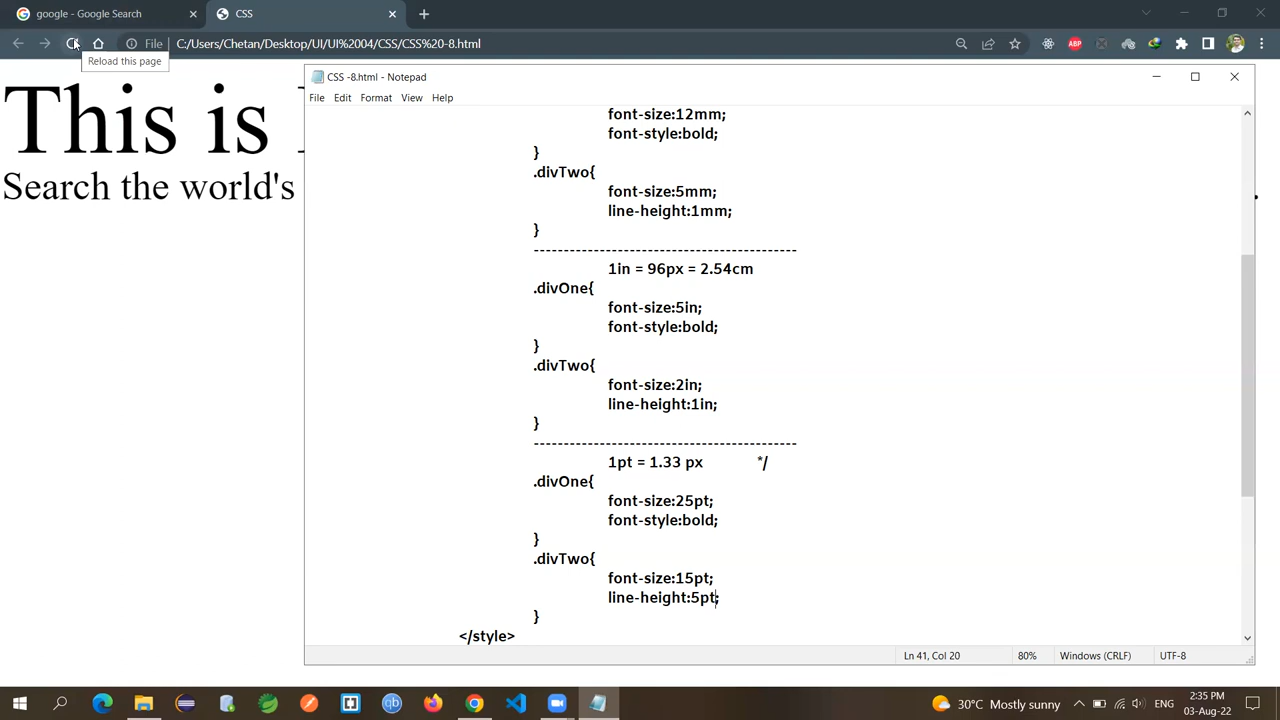 google - Google Search
CSS
File
C:/Users/Chetan/Desktop/UI/UI%2004/CSS/CSS%20-8.html
ABP
Reload this page
This is
Search the world's
CSS -8.html - Notepad
File Edit Format View Help
font-size:12mm;
font-style:bold;
}
.divTwo{
font-size:5mm;
line-height:1mm;
}
--------------------------------------------
1in = 96px = 2.54cm
.divOne{
font-size:5in;
font-style:bold;
}
.divTwo{
font-size:2in;
line-height:1in;
}
--------------------------------------------
1pt = 1.33 px */
.divOne{
font-size:25pt;
font-style:bold;
}
.divTwo{
font-size:15pt;
line-height:5pt;
}
</style>
Ln 41, Col 20
80%
Windows (CRLF)
UTF-8
qb
30°C Mostly sunny
2:35 PM
03-Aug-22